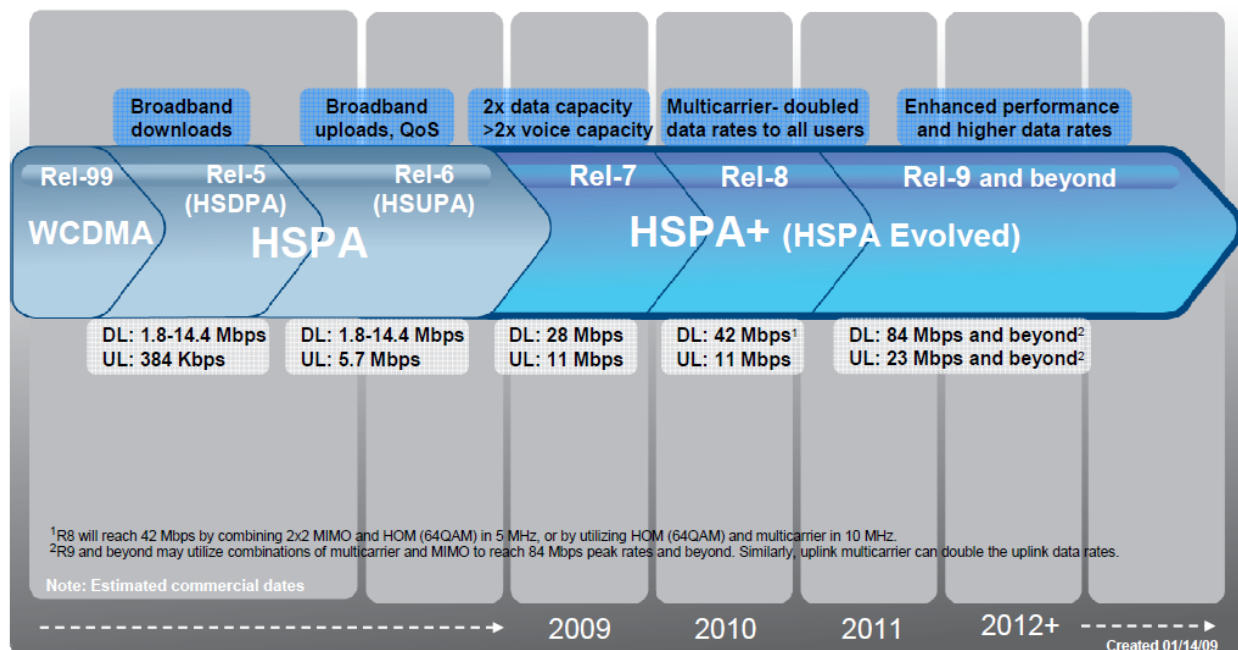 Broadband
downloads
Broadband
uploads, QoS
2x data capacity
>2x voice capacity
Multicarrier- doubled
data rates to all users
Enhanced performance
and higher data rates
Rel-99
Rel-5
(HSDPA)
Rel-6
(HSUPA)
Rel-7
Rel-8
Rel-9 and beyond
WCDMA
HSPA
HSPA+ (HSPA Evolved)
DL: 1.8-14.4 Mbps
UL: 384 Kbps
DL: 1.8-14.4 Mbps
UL: 5.7 Mbps
DL: 28 Mbps
UL: 11 Mbps
DL: 42 Mbps¹
UL: 11 Mbps
DL: 84 Mbps and beyond²
UL: 23 Mbps and beyond²
¹R8 will reach 42 Mbps by combining 2x2 MIMO and HOM (64QAM) in 5 MHz, or by utilizing HOM (64QAM) and multicarrier in 10 MHz.
²R9 and beyond may utilize combinations of multicarrier and MIMO to reach 84 Mbps peak rates and beyond. Similarly, uplink multicarrier can double the uplink data rates.
Note: Estimated commercial dates
2009
2010
2011
2012+
Created 01/14/09